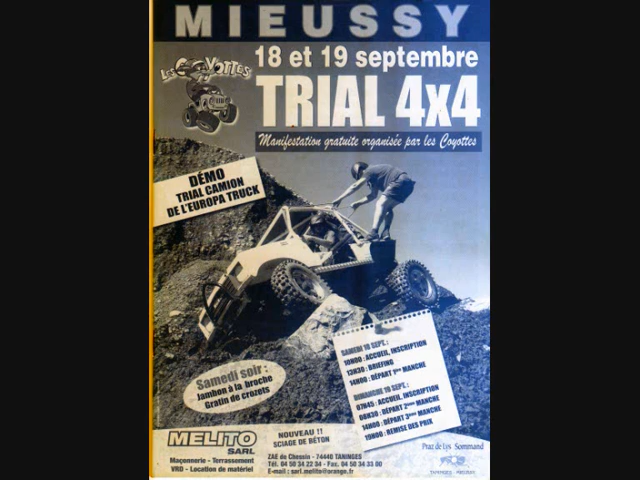 MIEUSSY
18 et 19 septembre
TRIAL 4x4
Manifestation gratuite organisée par les Coyottes
Les COYOTTES
DÉMO
TRIAL CAMION
DE L'EUROPA TRUCK
SAMEDI 18 SEPT. :
10H00 : ACCUEIL, INSCRIPTION
13H30 : BRIEFING
14H00 : DÉPART 1ère MANCHE
DIMANCHE 19 SEPT. :
07H45 : ACCUEIL, INSCRIPTION
08H30 : DÉPART 2ème MANCHE
14H00 : DÉPART 3ème MANCHE
19H00 : REMISE DES PRIX
Samedi soir :
Jambon à la broche
Gratin de crozets
MELITO
SARL
Maçonnerie - Terrassement
VRD - Location de matériel
NOUVEAU !!
SCIAGE DE BÉTON
ZAE du Chessin - 74440 TANINGES
Tél. 04 50 34 22 34 - Fax. 04 50 34 33 00
E-mail : sarl.melito@orange.fr
Praz de Lys Sommand